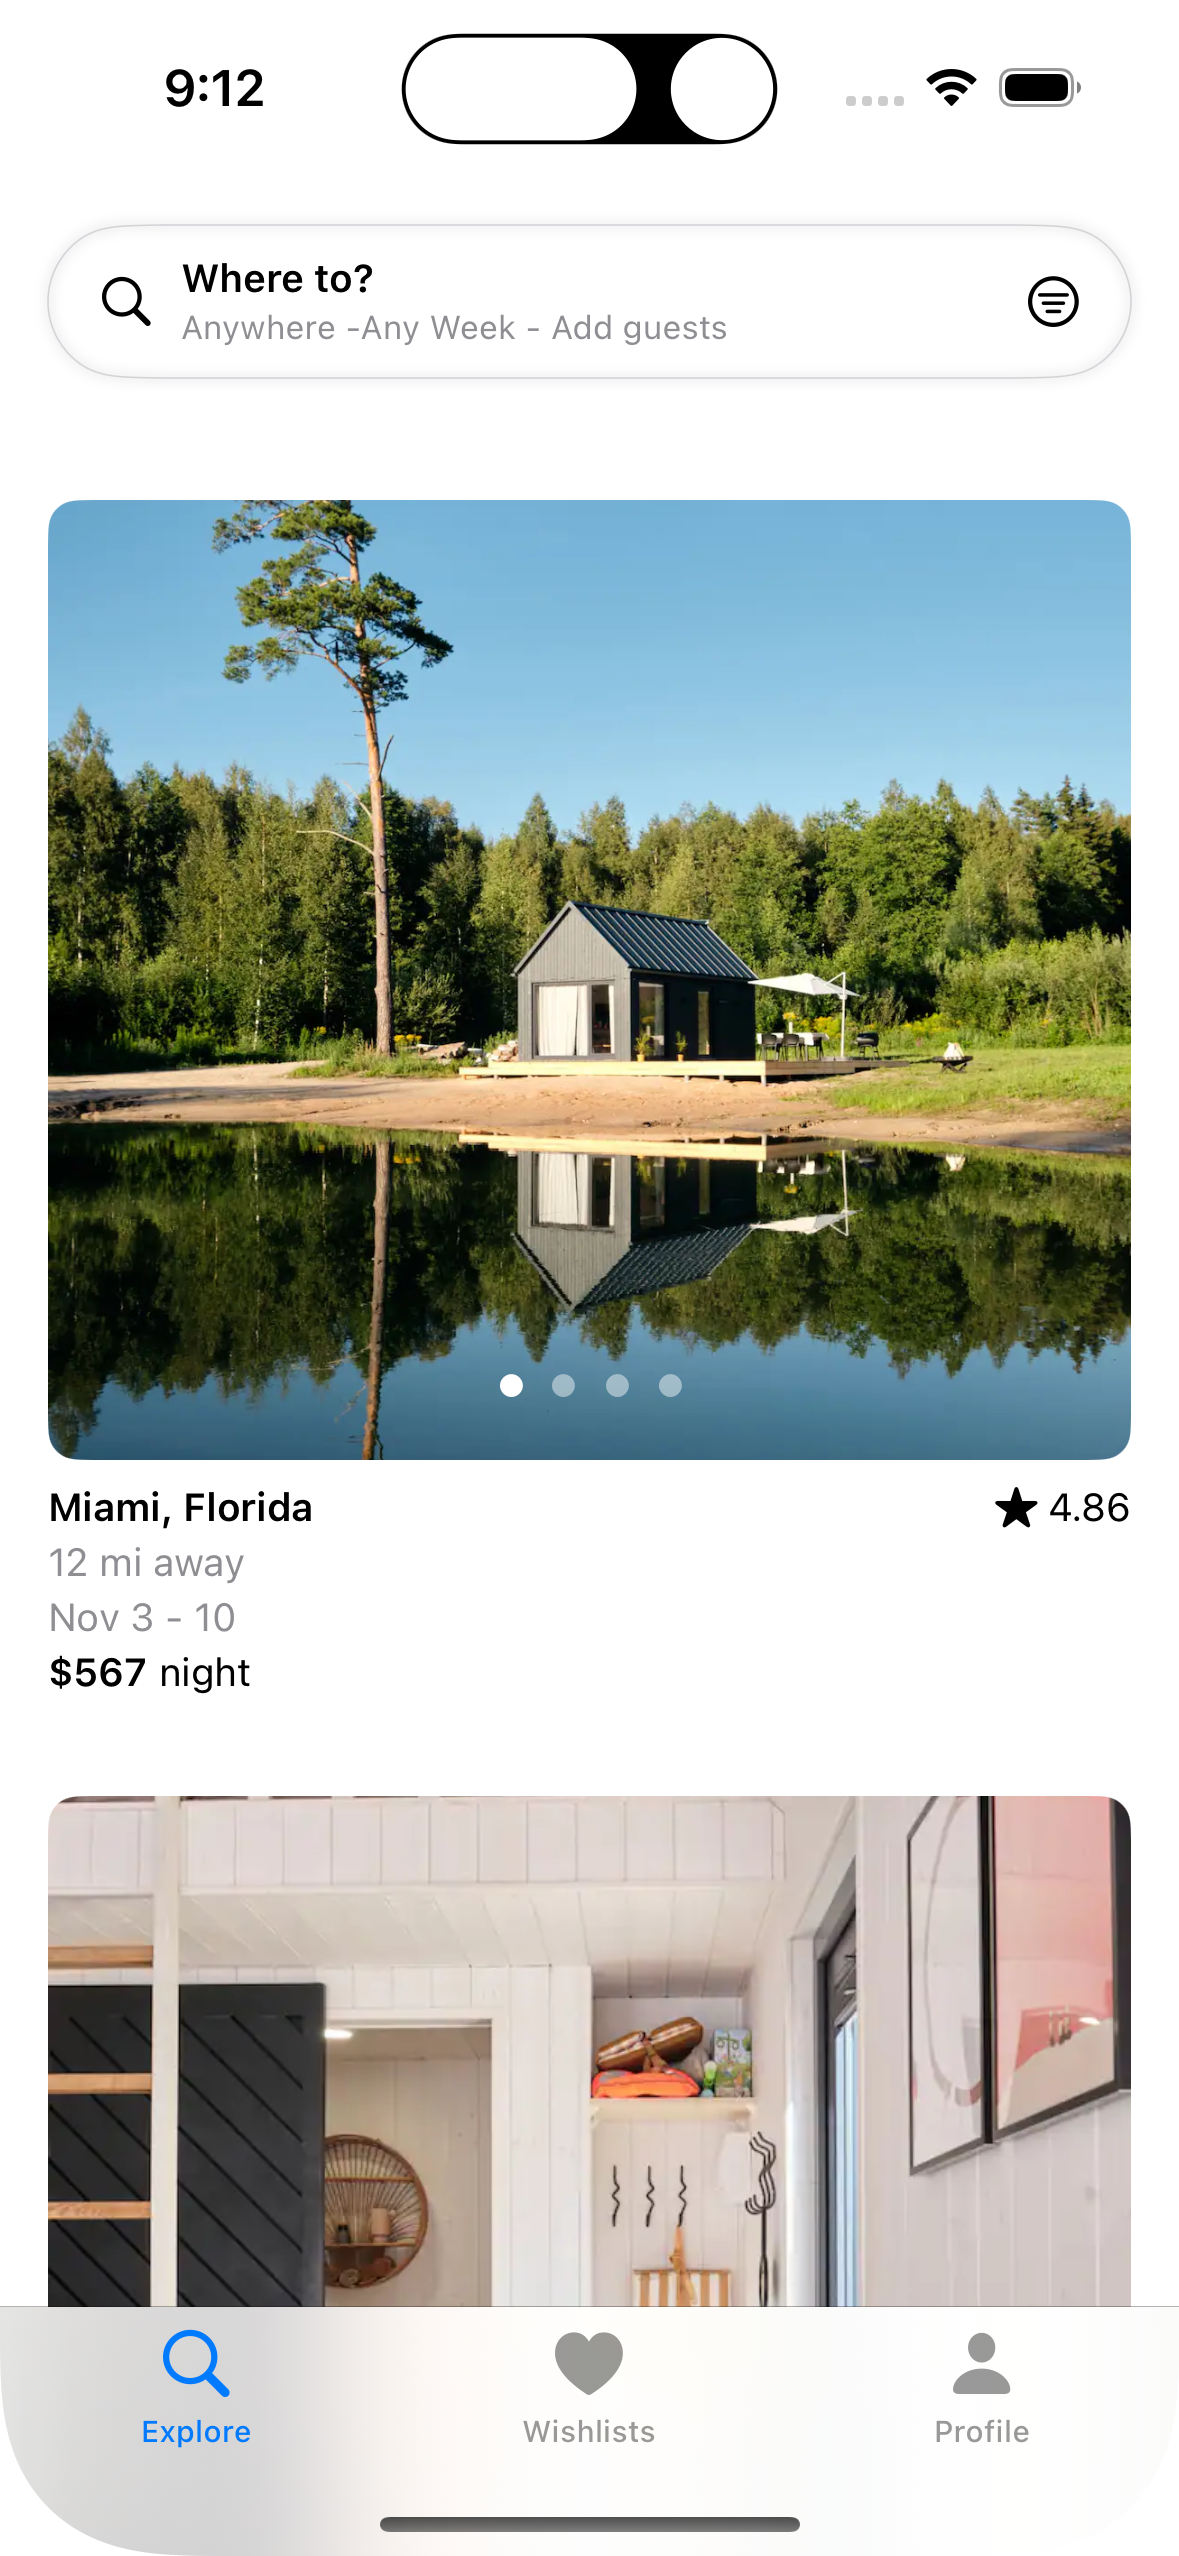 9:12
Where to?
Anywhere -Any Week - Add guests
Miami, Florida
4.86
12 mi away
Nov 3 - 10
$567 night
Explore
Wishlists
Profile